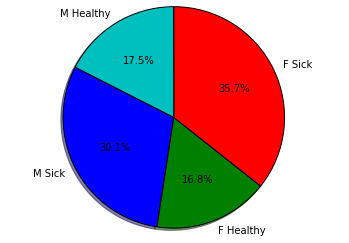 M Healthy
17.5%
F Sick
35.7%
30.1%
M Sick
16.8%
F Healthy